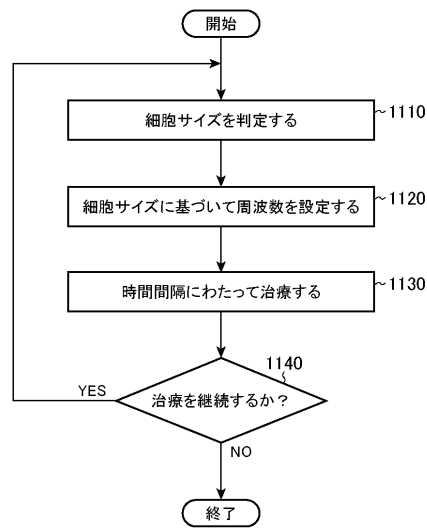 開始
細胞サイズを判定する
1110
細胞サイズに基づいて周波数を設定する
1120
時間間隔にわたって治療する
1130
1140
治療を継続するか？
YES
NO
終了